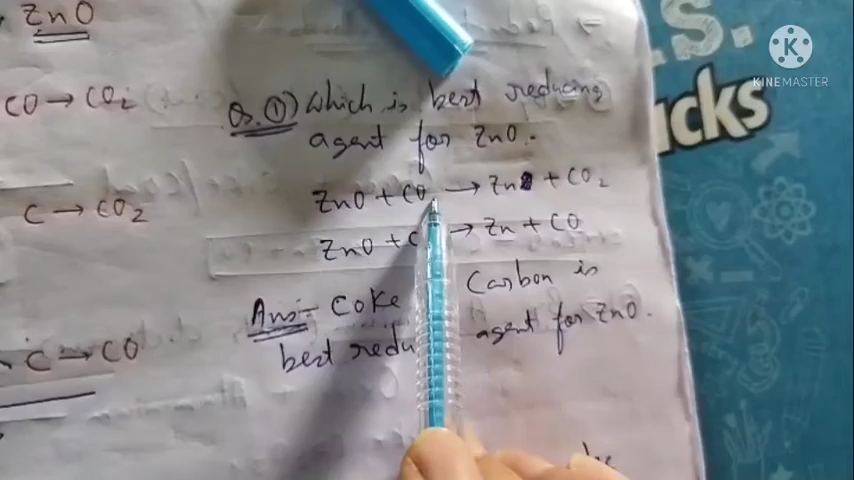 ZnO
CO → CO2
C → CO2
C → CO
Qs. ①) Which is best reducing
agent for ZnO.
ZnO + CO → Zn + CO2
ZnO + C → Zn + CO
Ans:- Coke Carbon is
best redu agent for ZnO.
.S.
acks
K
KINEMASTER